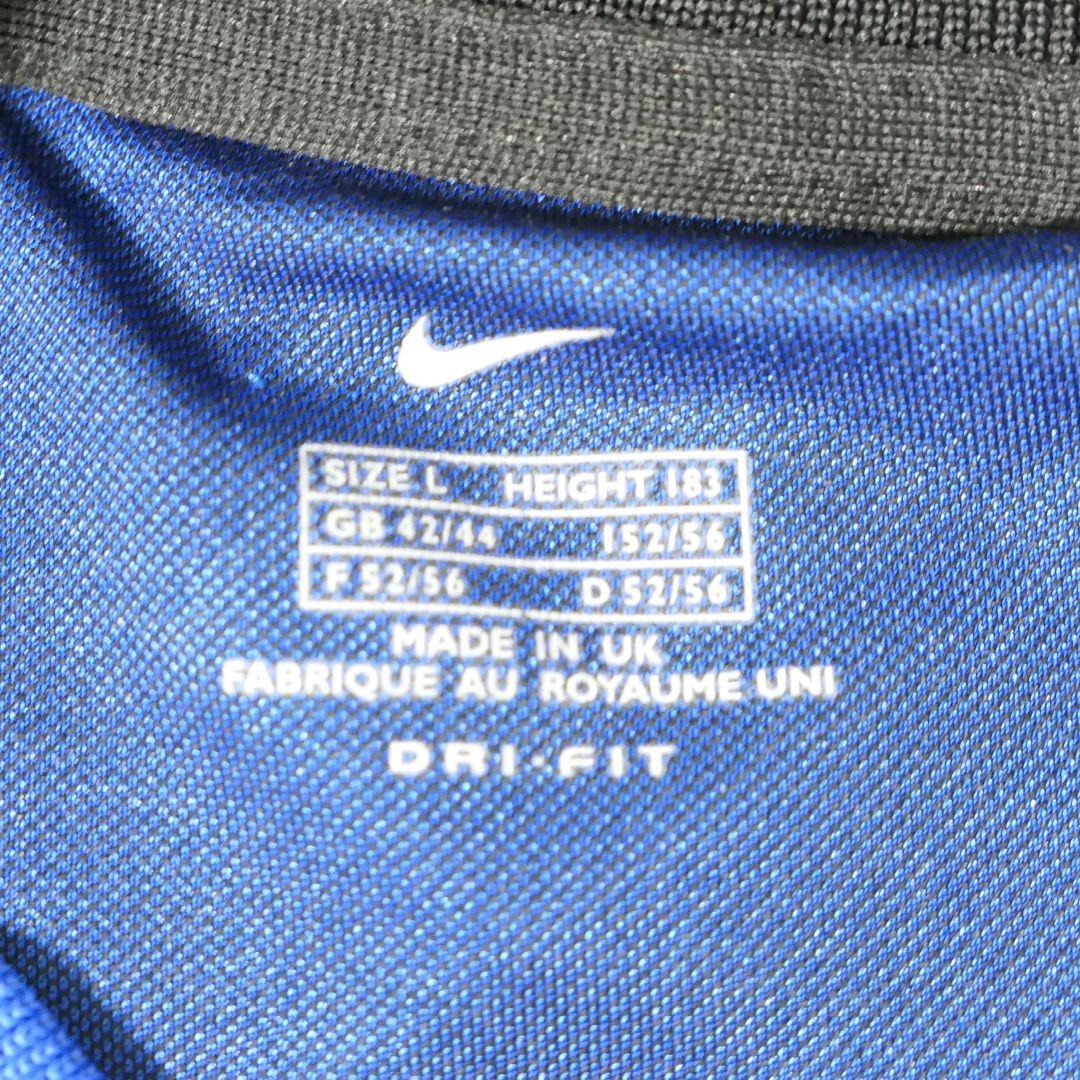 SIZE L HEIGHT 183
GB 42/44 I 52/56
F 52/56 D 52/56
MADE IN UK
FABRIQUE AU ROYAUME UNI
DRI-FIT